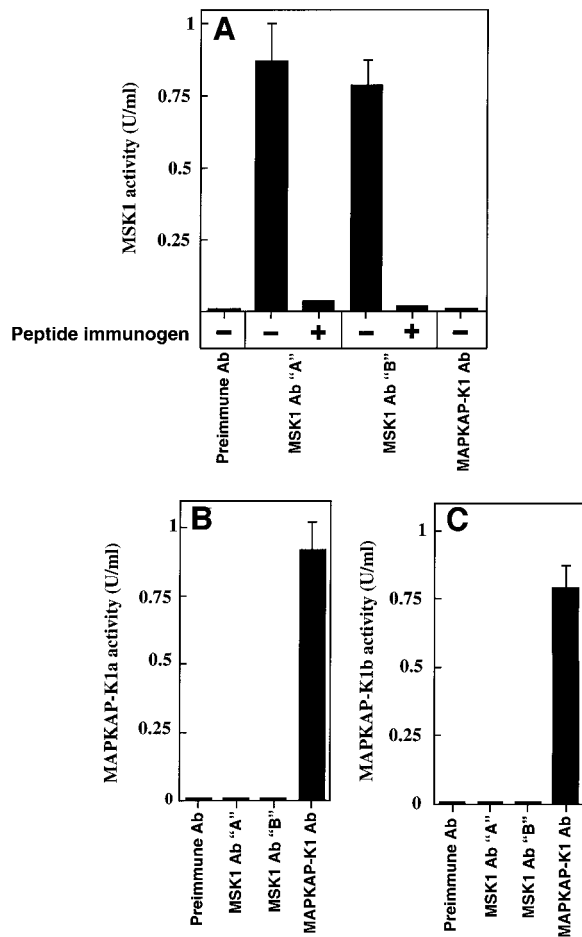 A
MSK1 activity (U/ml)
1
0.75
0.5
0.25
Peptide immunogen
− − + − + −
Preimmune Ab
MSK1 Ab “A”
MSK1 Ab “B”
MAPKAP-K1 Ab
B
MAPKAP-K1a activity (U/ml)
1
0.75
0.5
0.25
0
Preimmune Ab
MSK1 Ab “A”
MSK1 Ab “B”
MAPKAP-K1 Ab
C
MAPKAP-K1b activity (U/ml)
1
0.75
0.5
0.25
0
Preimmune Ab
MSK1 Ab “A”
MSK1 Ab “B”
MAPKAP-K1 Ab